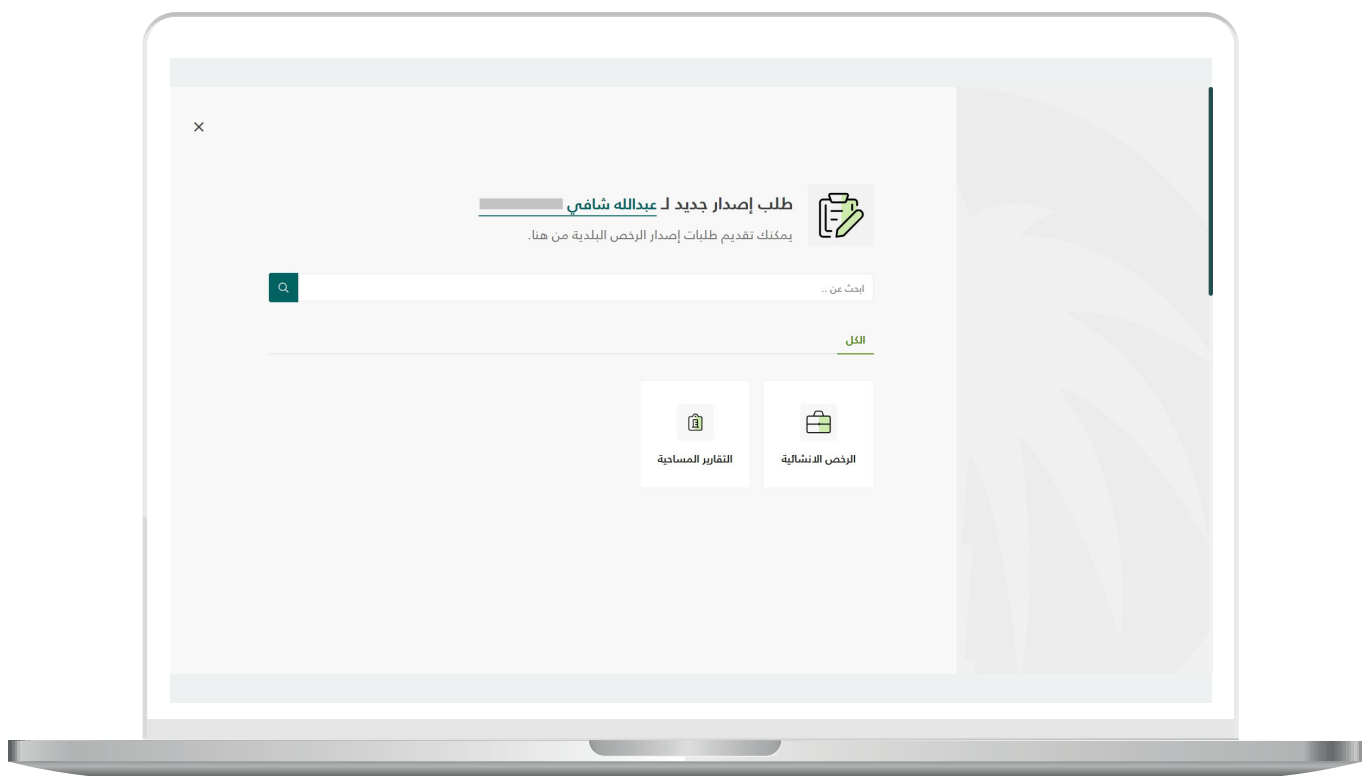 طلب إصدار جديد لـ عبدالله شافي
يمكنك تقديم طلبات إصدار الرخص البلدية من هنا.
ابحث عن ..
الكل
الرخص الانشائية
التقارير المساحية